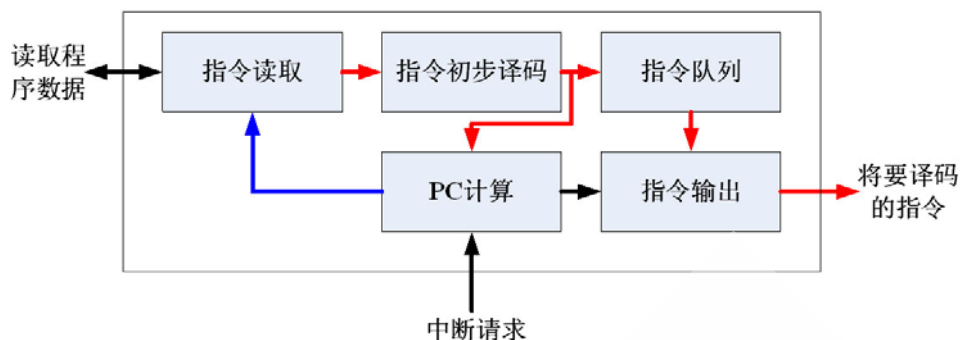 读取程
序数据
指令读取
指令初步译码
指令队列
PC计算
指令输出
将要译码
的指令
中断请求